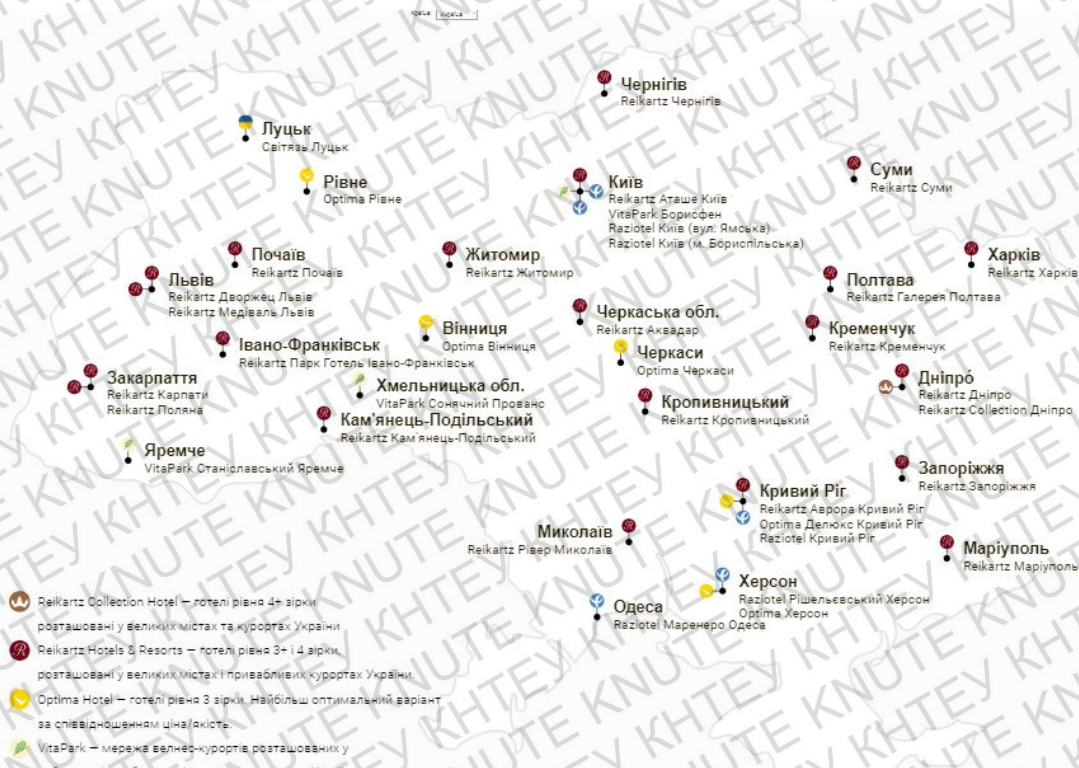 Чернігів
Reikartz Чернігів
Луцьк
Світязь Луцьк
Рівне
Optima Рівне
Київ
Reikartz Аташе Київ
VitaPark Борисфен
Raziotel Київ (вул. Ямська)
Raziotel Київ (м. Бориспільська)
Суми
Reikartz Суми
Почаїв
Reikartz Почаїв
Житомир
Reikartz Житомир
Харків
Reikartz Харків
Львів
Reikartz Дворжец Львів
Reikartz Медіваль Львів
Полтава
Reikartz Галерея Полтава
Черкаська обл.
Reikartz Аквадар
Вінниця
Optima Вінниця
Кременчук
Reikartz Кременчук
Івано-Франківськ
Reikartz Парк Готель Івано-Франківськ
Черкаси
Optima Черкаси
Закарпаття
Reikartz Карпати
Reikartz Поляна
Хмельницька обл.
VitaPark Сонячний Прованс
Дніпро́
Reikartz Дніпро
Reikartz Collection Дніпро
Кам'янець-Подільський
Reikartz Кам'янець-Подільський
Кропивницький
Reikartz Кропивницький
Яремче
VitaPark Станіславський Яремче
Запоріжжя
Reikartz Запоріжжя
Кривий Ріг
Reikartz Аврора Кривий Ріг
Optima Делюкс Кривий Ріг
Raziotel Кривий Ріг
Миколаїв
Reikartz Рівер Миколаїв
Маріуполь
Reikartz Маріуполь
Херсон
Raziotel Рішельєвський Херсон
Optima Херсон
Одеса
Raziotel Маренеро Одеса
Reikartz Collection Hotel — готелі рівня 4+ зірки
розташовані у великих містах та курортах України
Reikartz Hotels & Resorts — готелі рівня 3+ і 4 зірки,
розташовані у великих містах і привабливих курортах України.
Optima Hotel — готелі рівня 3 зірки. Найбільш оптимальний варіант
за співвідношенням ціна/якість.
VitaPark — мережа велнес-курортів розташованих у
КНТЕУ KNUTE